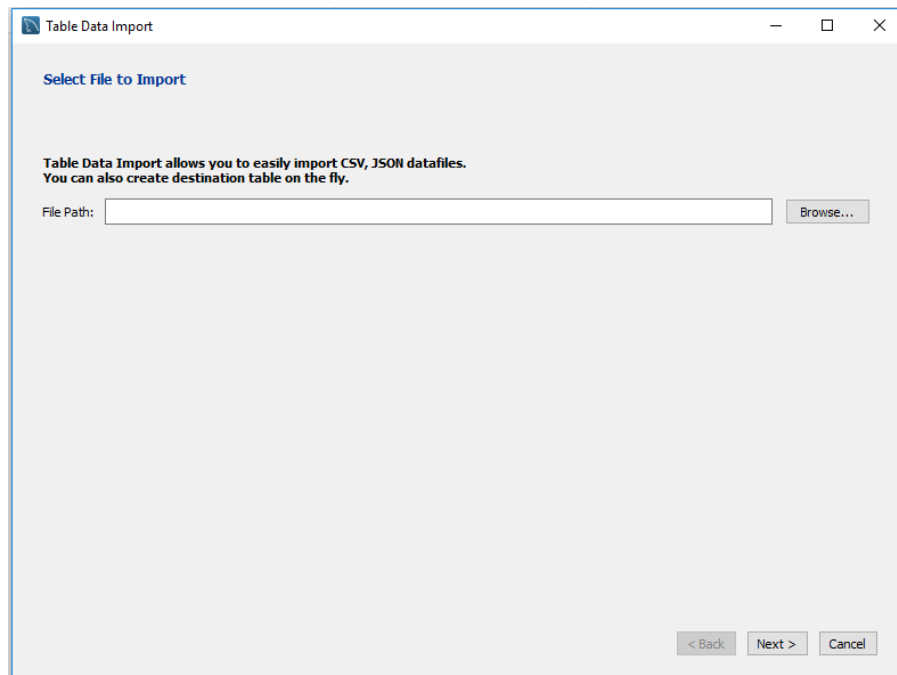 Table Data Import
Select File to Import
Table Data Import allows you to easily import CSV, JSON datafiles.
You can also create destination table on the fly.
File Path: Browse...
< Back Next > Cancel